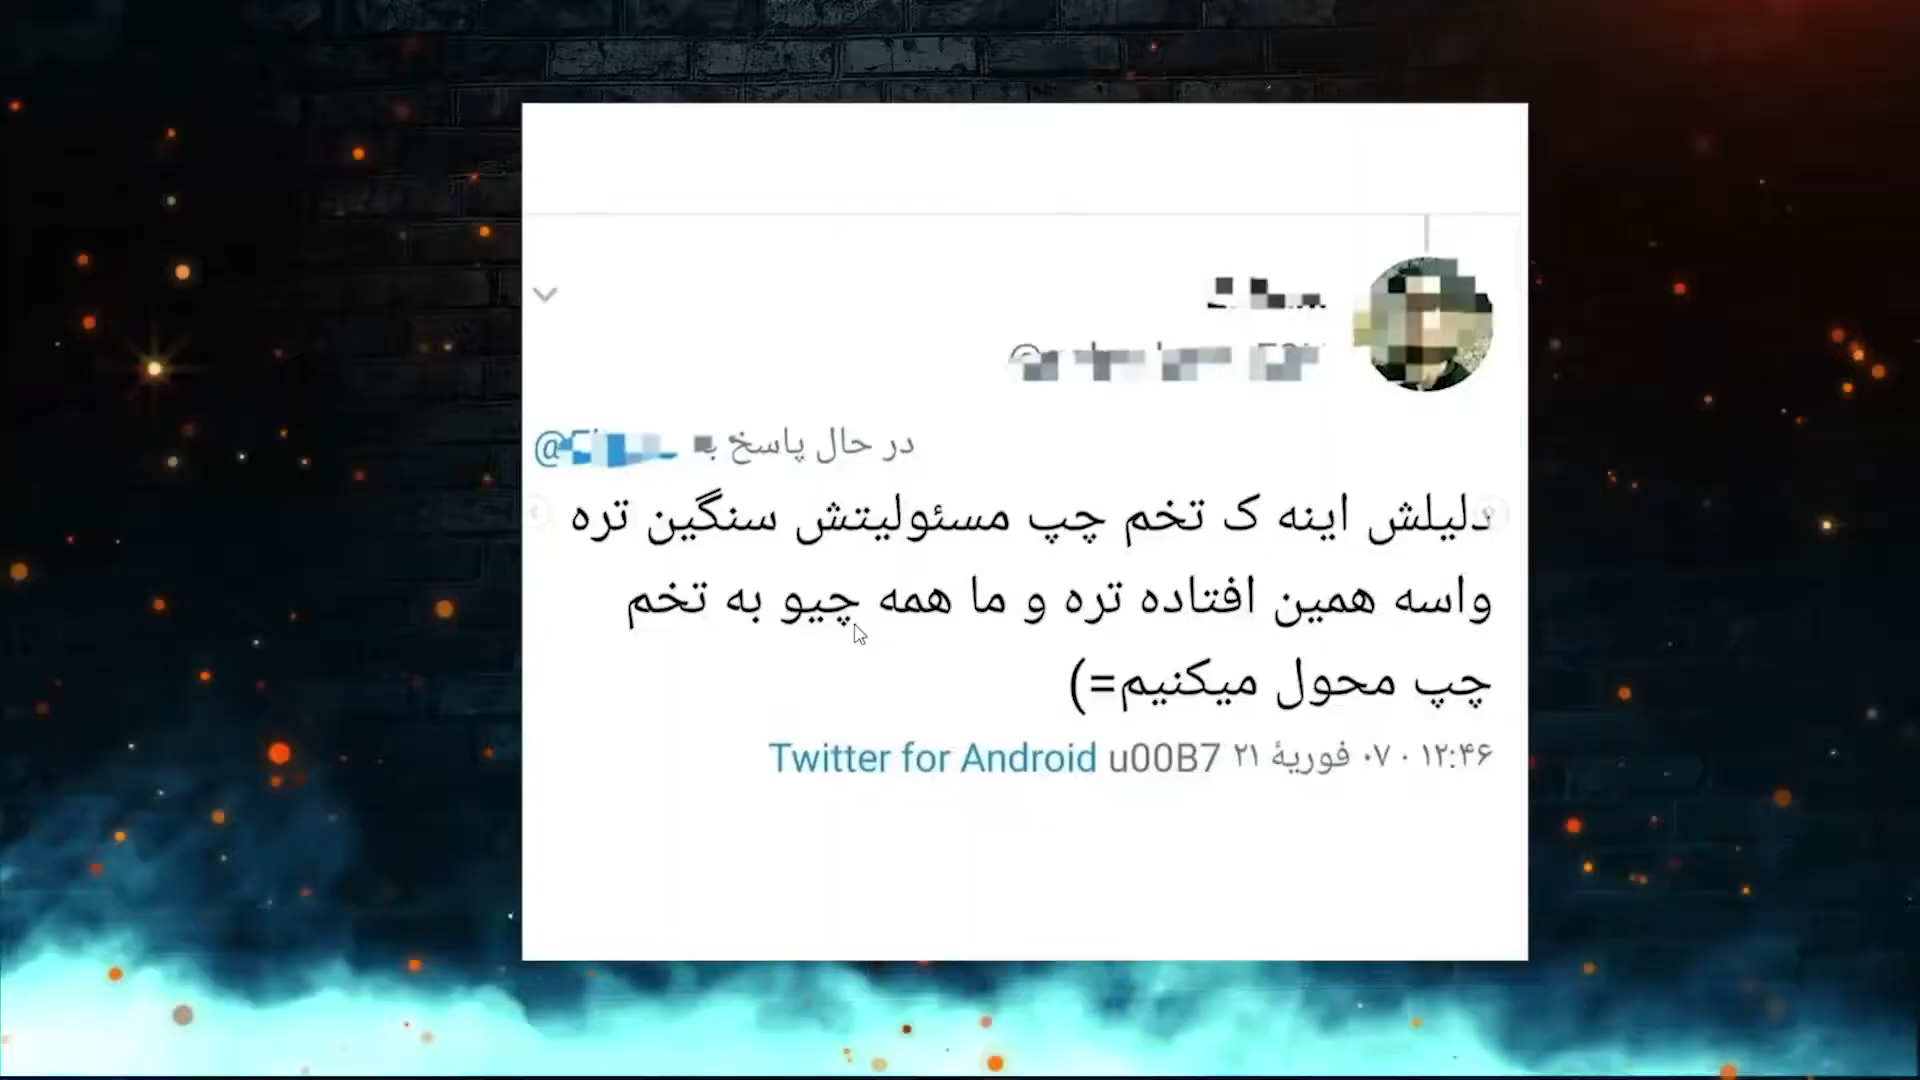 در حال پاسخ به
دلیلش اینه ک تخم چپ مسئولیتش سنگین تره
واسه همین افتاده تره و ما همه چیو به تخم
چپ محول میکنیم=)
۱۲:۴۶ · ۰۷ فوریهٔ ۲۱ u00B7 Twitter for Android